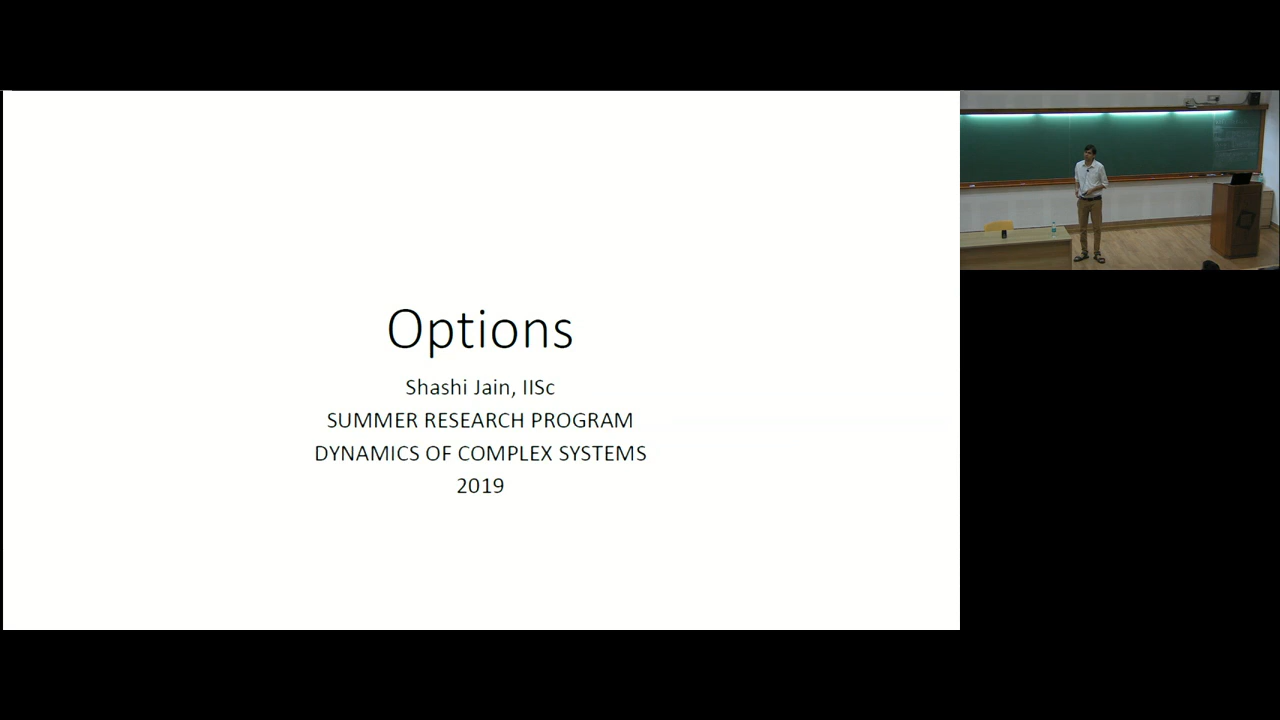 Options
Shashi Jain, IISc
SUMMER RESEARCH PROGRAM
DYNAMICS OF COMPLEX SYSTEMS
2019